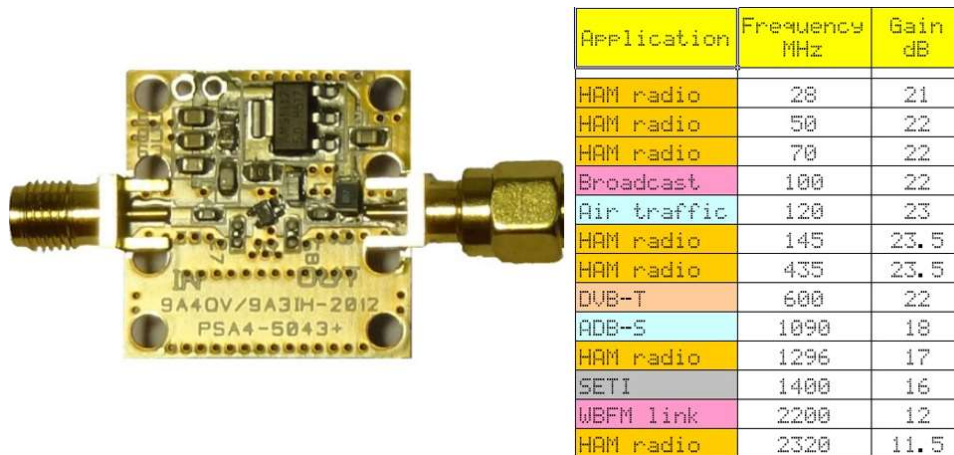 9A4QV/9A3IH-2012
PSA4-5043+
Application Frequency MHz Gain dB
HAM radio 28 21
HAM radio 50 22
HAM radio 70 22
Broadcast 100 22
Air traffic 120 23
HAM radio 145 23.5
HAM radio 435 23.5
DVB-T 600 22
ADB-S 1090 18
HAM radio 1296 17
SETI 1400 16
WBFM link 2200 12
HAM radio 2320 11.5